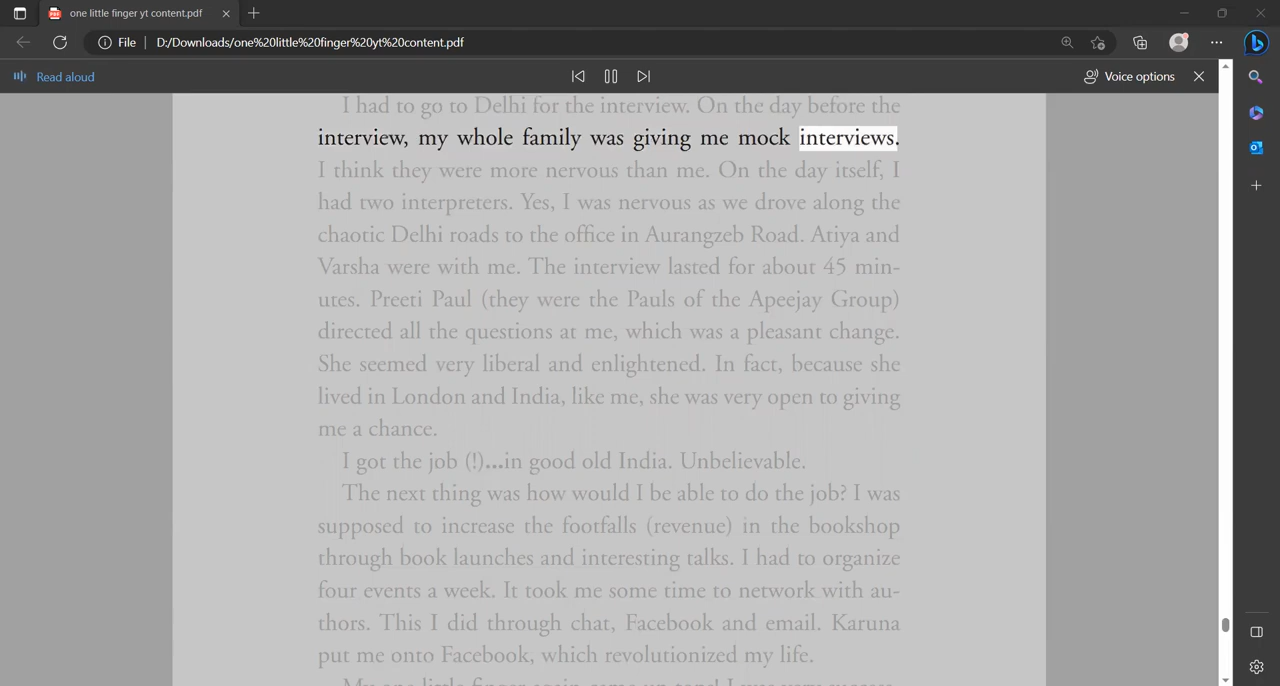 one little finger yt content.pdf
File
D:/Downloads/one%20little%20finger%20yt%20content.pdf
Read aloud
Voice options
I had to go to Delhi for the interview. On the day before the
interview, my whole family was giving me mock interviews.
I think they were more nervous than me. On the day itself, I
had two interpreters. Yes, I was nervous as we drove along the
chaotic Delhi roads to the office in Aurangzeb Road. Atiya and
Varsha were with me. The interview lasted for about 45 min-
utes. Preeti Paul (they were the Pauls of the Apeejay Group)
directed all the questions at me, which was a pleasant change.
She seemed very liberal and enlightened. In fact, because she
lived in London and India, like me, she was very open to giving
me a chance.
I got the job (!)...in good old India. Unbelievable.
The next thing was how would I be able to do the job? I was
supposed to increase the footfalls (revenue) in the bookshop
through book launches and interesting talks. I had to organize
four events a week. It took me some time to network with au-
thors. This I did through chat, Facebook and email. Karuna
put me onto Facebook, which revolutionized my life.